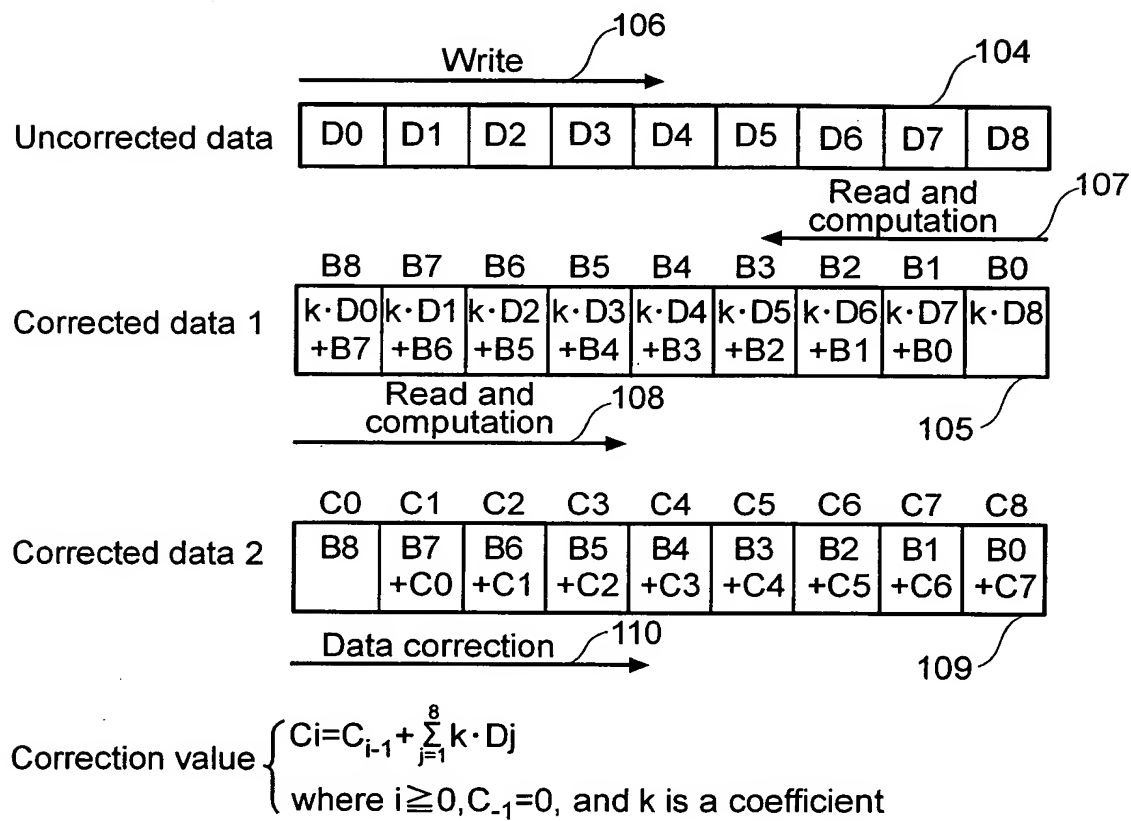 106
Write
104
Uncorrected data D0 D1 D2 D3 D4 D5 D6 D7 D8
Read and
computation
107
B8 B7 B6 B5 B4 B3 B2 B1 B0
Corrected data 1 k·D0 k·D1 k·D2 k·D3 k·D4 k·D5 k·D6 k·D7 k·D8
+B7 +B6 +B5 +B4 +B3 +B2 +B1 +B0
Read and
computation
108
105
C0 C1 C2 C3 C4 C5 C6 C7 C8
Corrected data 2 B8 B7 B6 B5 B4 B3 B2 B1 B0
+C0 +C1 +C2 +C3 +C4 +C5 +C6 +C7
Data correction
110
109
Correction value { Ci=C_{i-1}+ \sum_{j=1}^{8} k·Dj
where i≧0,C_{-1}=0, and k is a coefficient